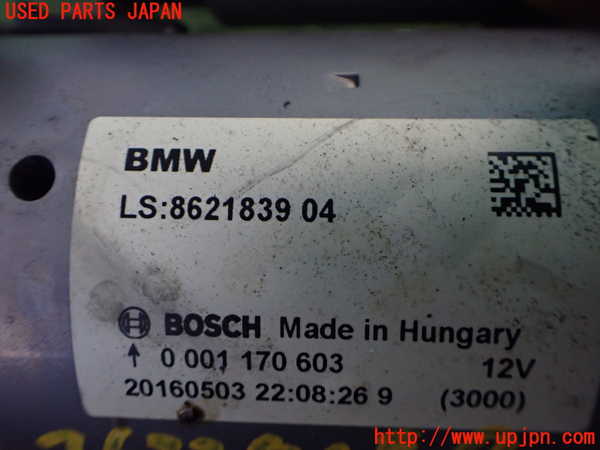 USED PARTS JAPAN
BMW
LS:8621839 04
BOSCH Made in Hungary
↑ 0 001 170 603 12V
20160503 22:08:26 9 (3000)
http://www.upjpn.com